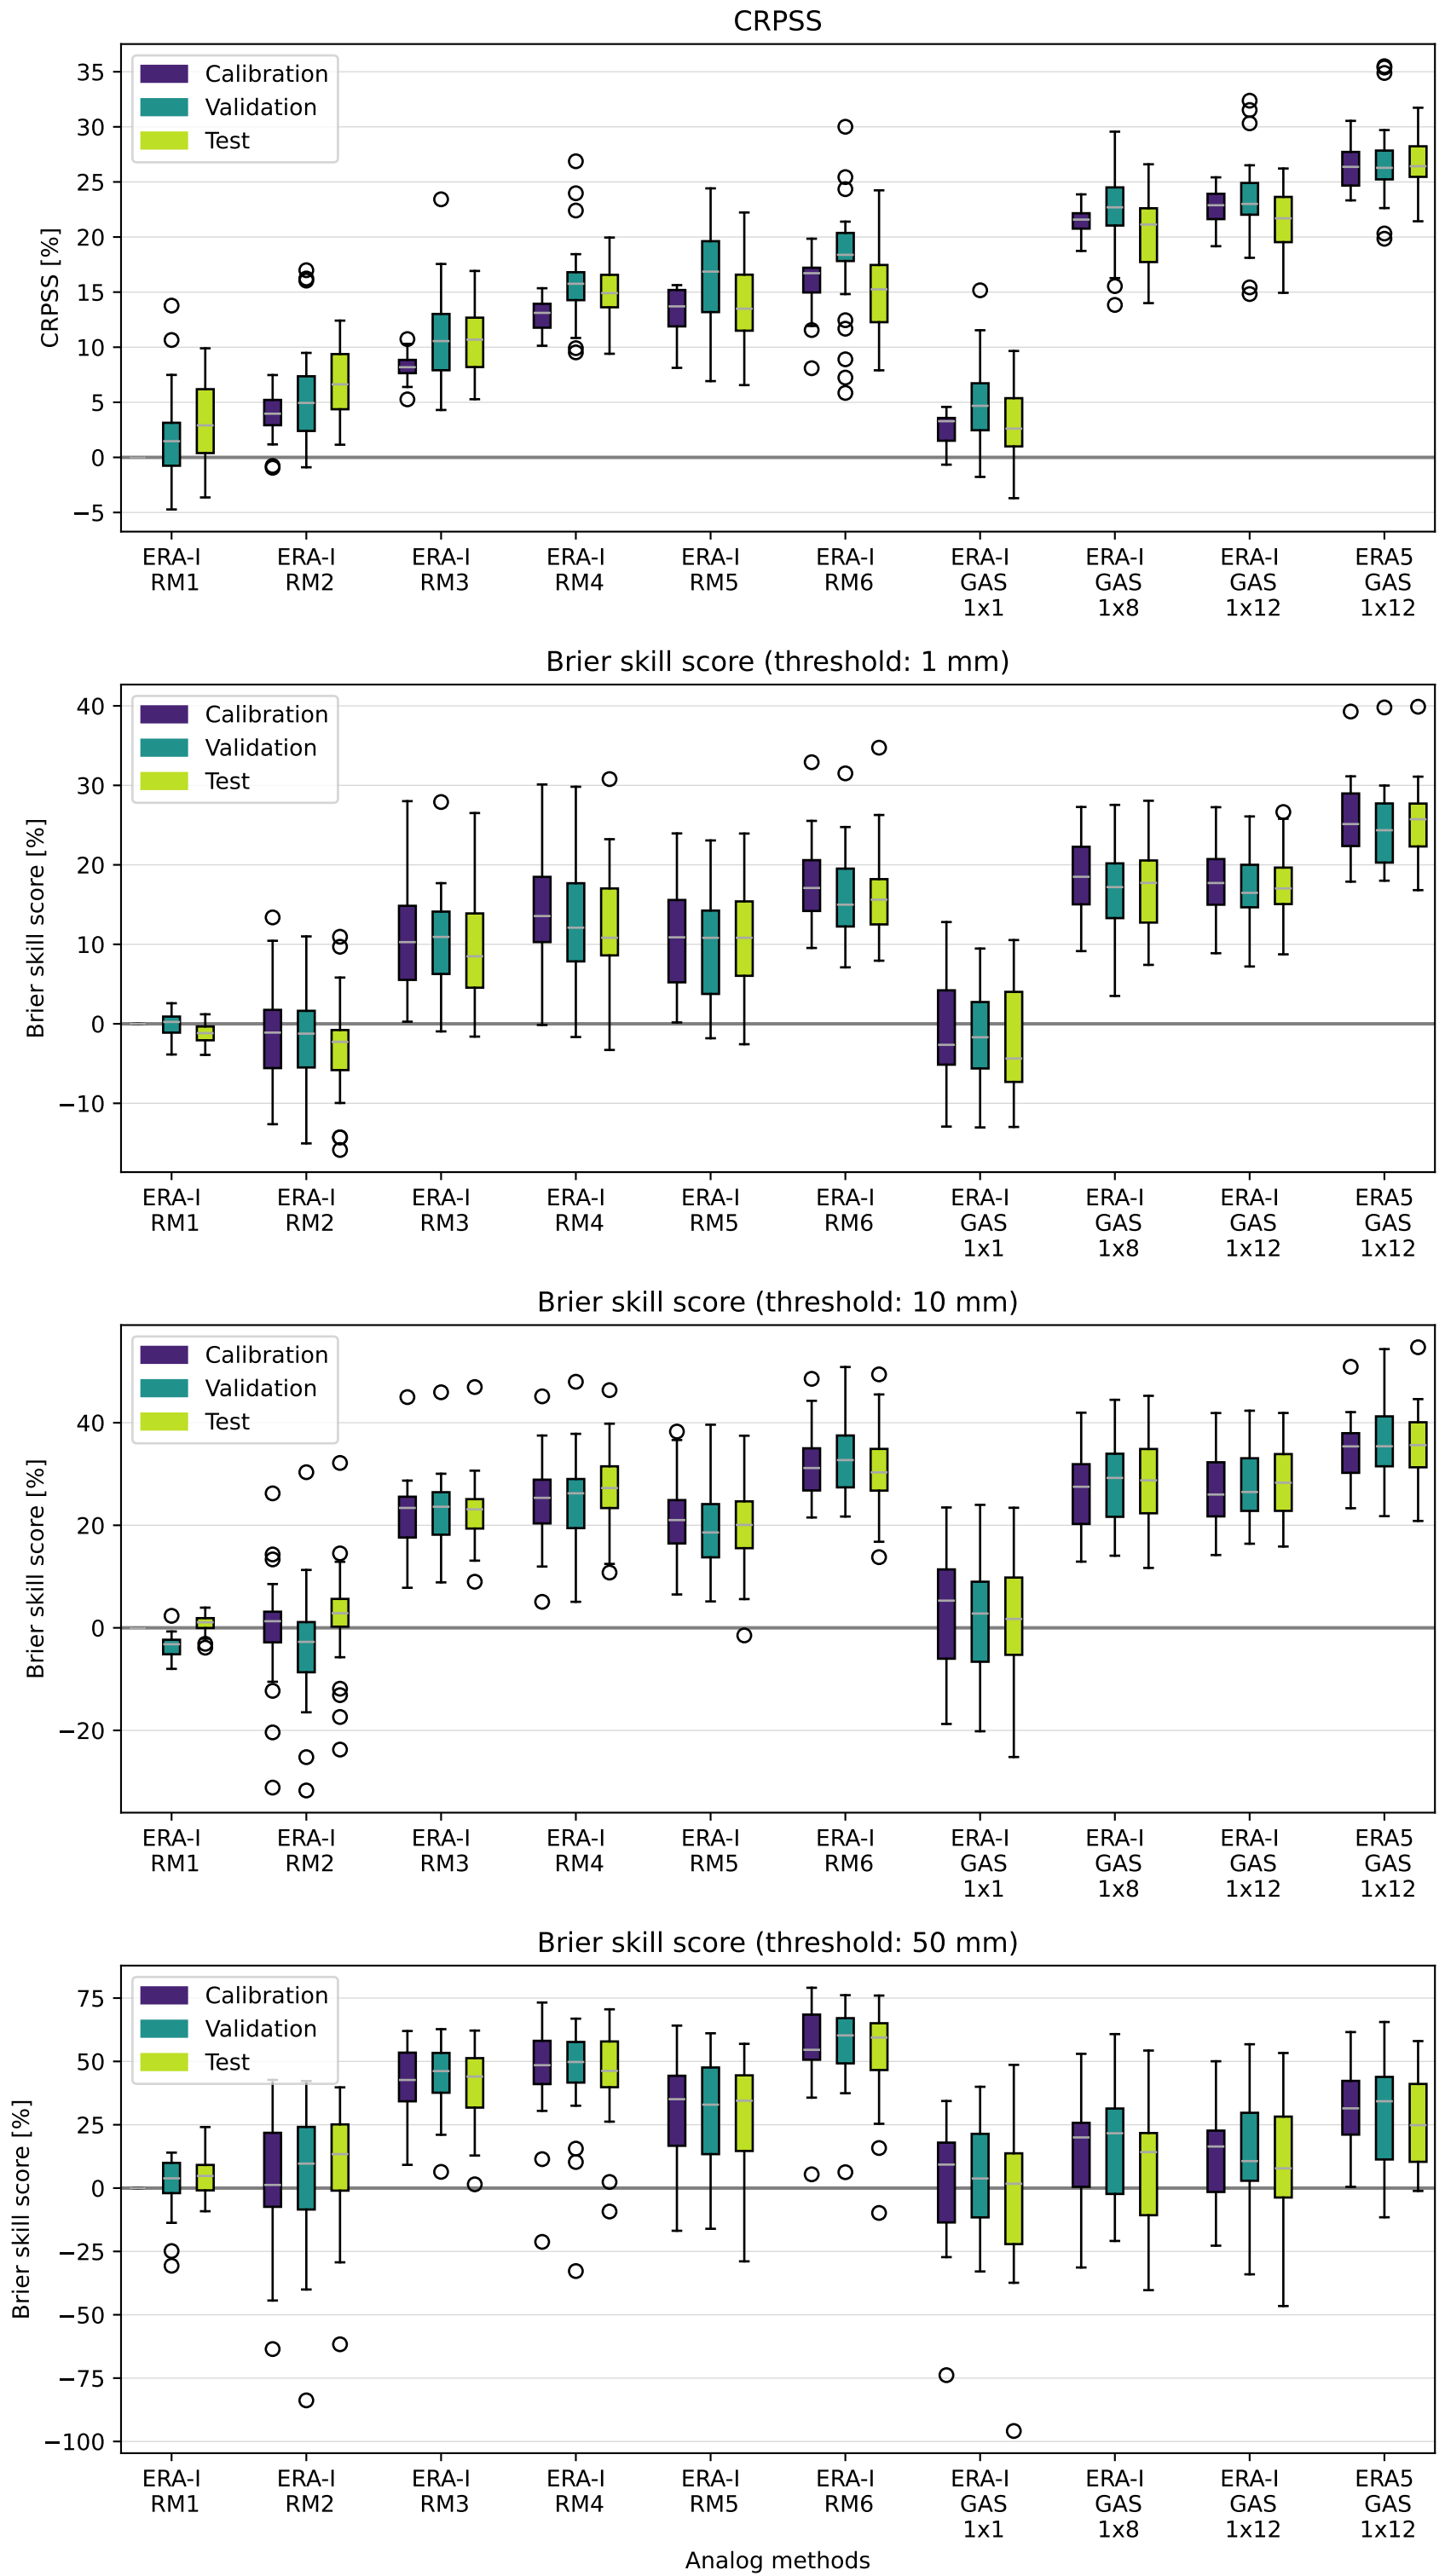 CRPSS
Calibration
Validation
Test
35
30
25
20
15
10
5
0
−5
CRPSS [%]
ERA-I ERA-I ERA-I ERA-I ERA-I ERA-I ERA-I ERA-I ERA-I ERA5
RM1 RM2 RM3 RM4 RM5 RM6 GAS GAS GAS GAS
1x1 1x8 1x12 1x12
Brier skill score (threshold: 1 mm)
Calibration
Validation
Test
40
30
20
10
0
−10
Brier skill score [%]
ERA-I ERA-I ERA-I ERA-I ERA-I ERA-I ERA-I ERA-I ERA-I ERA5
RM1 RM2 RM3 RM4 RM5 RM6 GAS GAS GAS GAS
1x1 1x8 1x12 1x12
Brier skill score (threshold: 10 mm)
Calibration
Validation
Test
40
20
0
−20
Brier skill score [%]
ERA-I ERA-I ERA-I ERA-I ERA-I ERA-I ERA-I ERA-I ERA-I ERA5
RM1 RM2 RM3 RM4 RM5 RM6 GAS GAS GAS GAS
1x1 1x8 1x12 1x12
Brier skill score (threshold: 50 mm)
Calibration
Validation
Test
75
50
25
0
−25
−50
−75
−100
Brier skill score [%]
ERA-I ERA-I ERA-I ERA-I ERA-I ERA-I ERA-I ERA-I ERA-I ERA5
RM1 RM2 RM3 RM4 RM5 RM6 GAS GAS GAS GAS
1x1 1x8 1x12 1x12
Analog methods